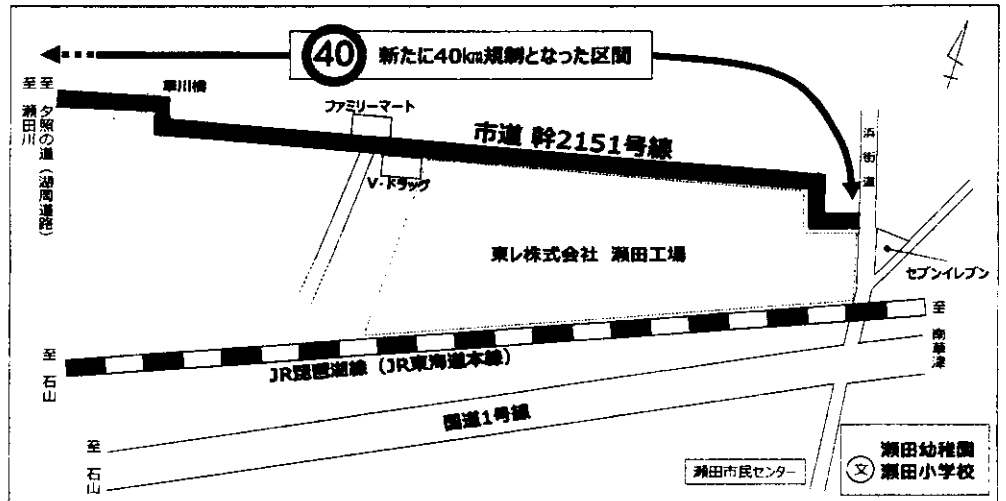 40 新たに40km規制となった区間
至 夕照の道(湖周道路)
至 瀬田川
草川橋
ファミリーマート
市道 幹2151号線
V・ドラッグ
浜街道
東レ株式会社 瀬田工場
セブンイレブン
至 南草津
至 石山
JR琵琶湖線(JR東海道本線)
国道1号線
至 石山
瀬田市民センター
文
瀬田幼稚園
瀬田小学校